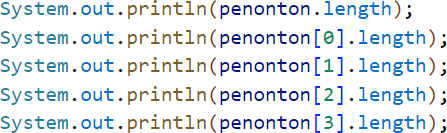 System.out.println(penonton.length);
System.out.println(penonton[0].length);
System.out.println(penonton[1].length);
System.out.println(penonton[2].length);
System.out.println(penonton[3].length);